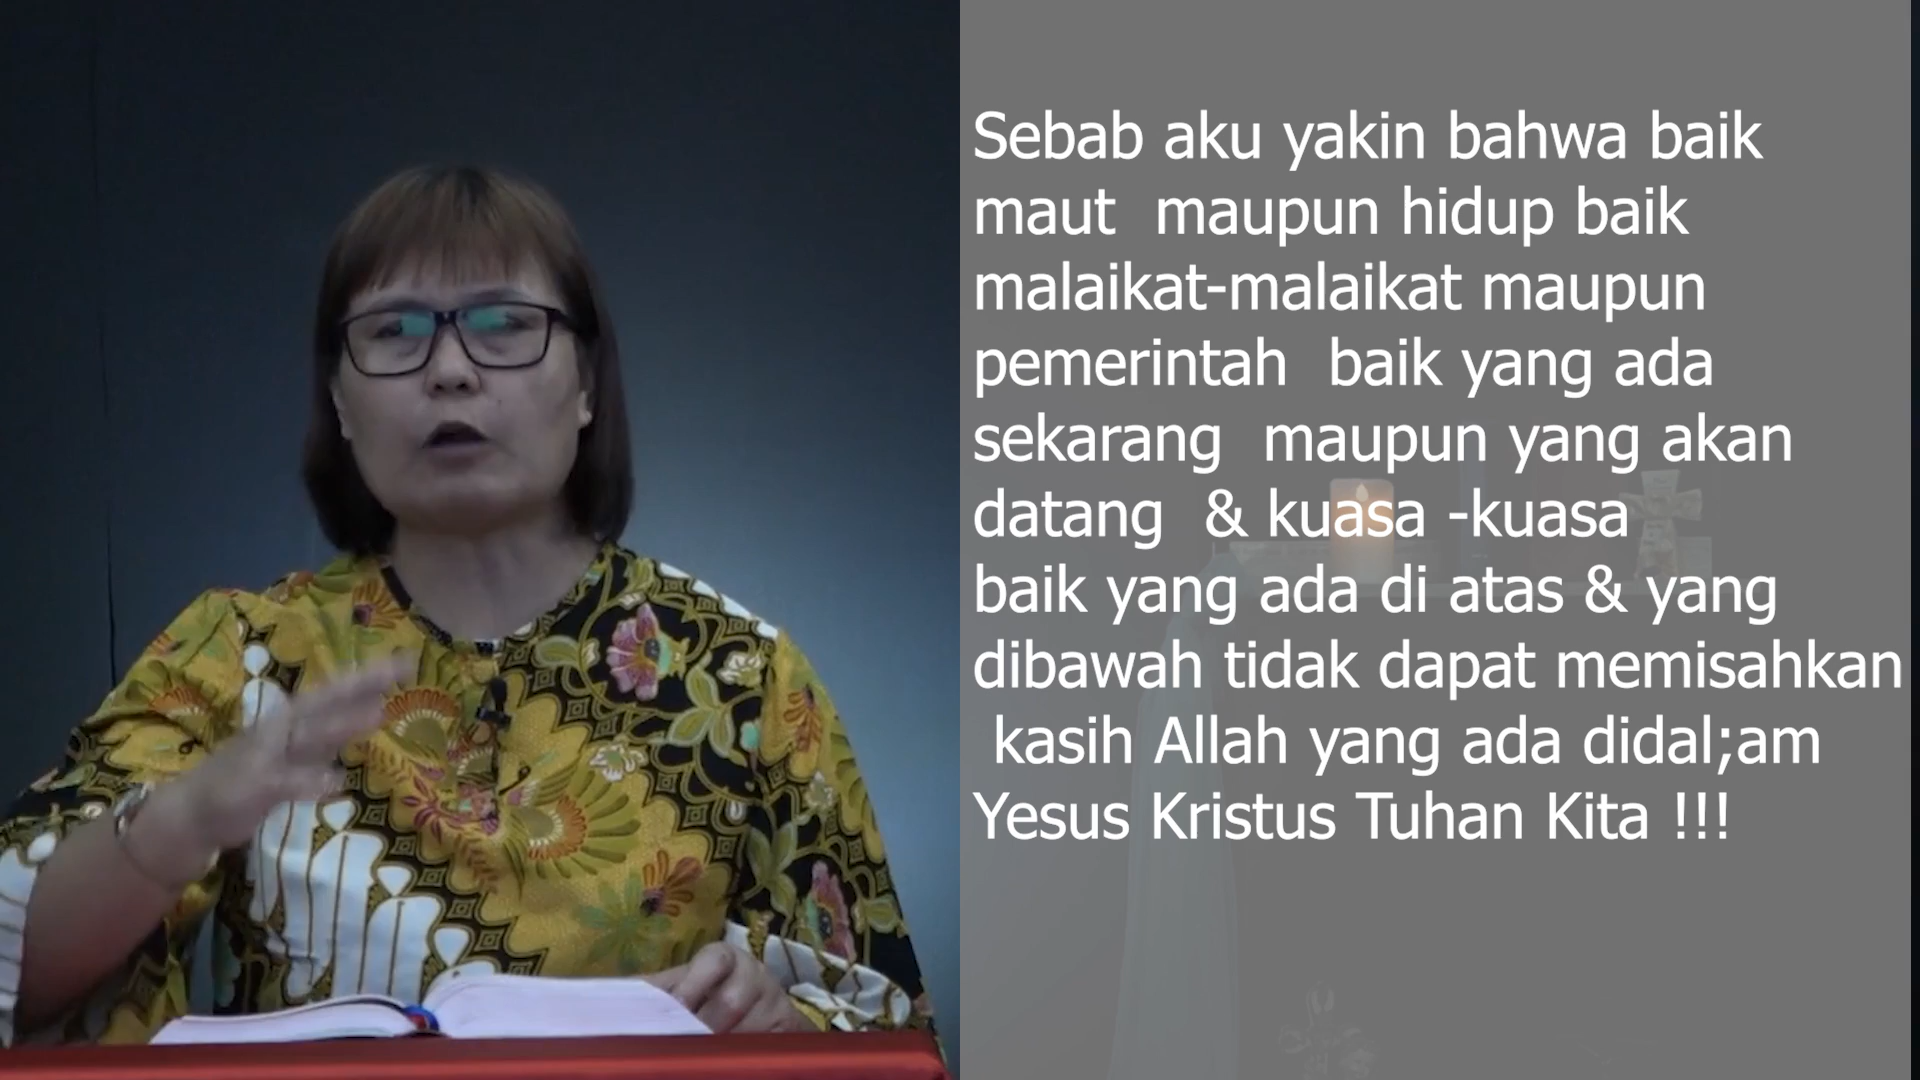 Sebab aku yakin bahwa baik
maut maupun hidup baik
malaikat-malaikat maupun
pemerintah baik yang ada
sekarang maupun yang akan
datang & kuasa -kuasa
baik yang ada di atas & yang
dibawah tidak dapat memisahkan
kasih Allah yang ada didal;am
Yesus Kristus Tuhan Kita !!!